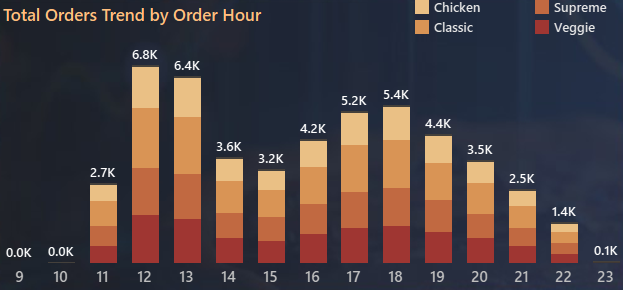 Total Orders Trend by Order Hour
Chicken Supreme
Classic Veggie
6.8K
6.4K
5.4K
5.2K
4.4K
4.2K
3.6K
3.5K
3.2K
2.7K
2.5K
1.4K
0.0K 0.0K 0.1K
9 10 11 12 13 14 15 16 17 18 19 20 21 22 23